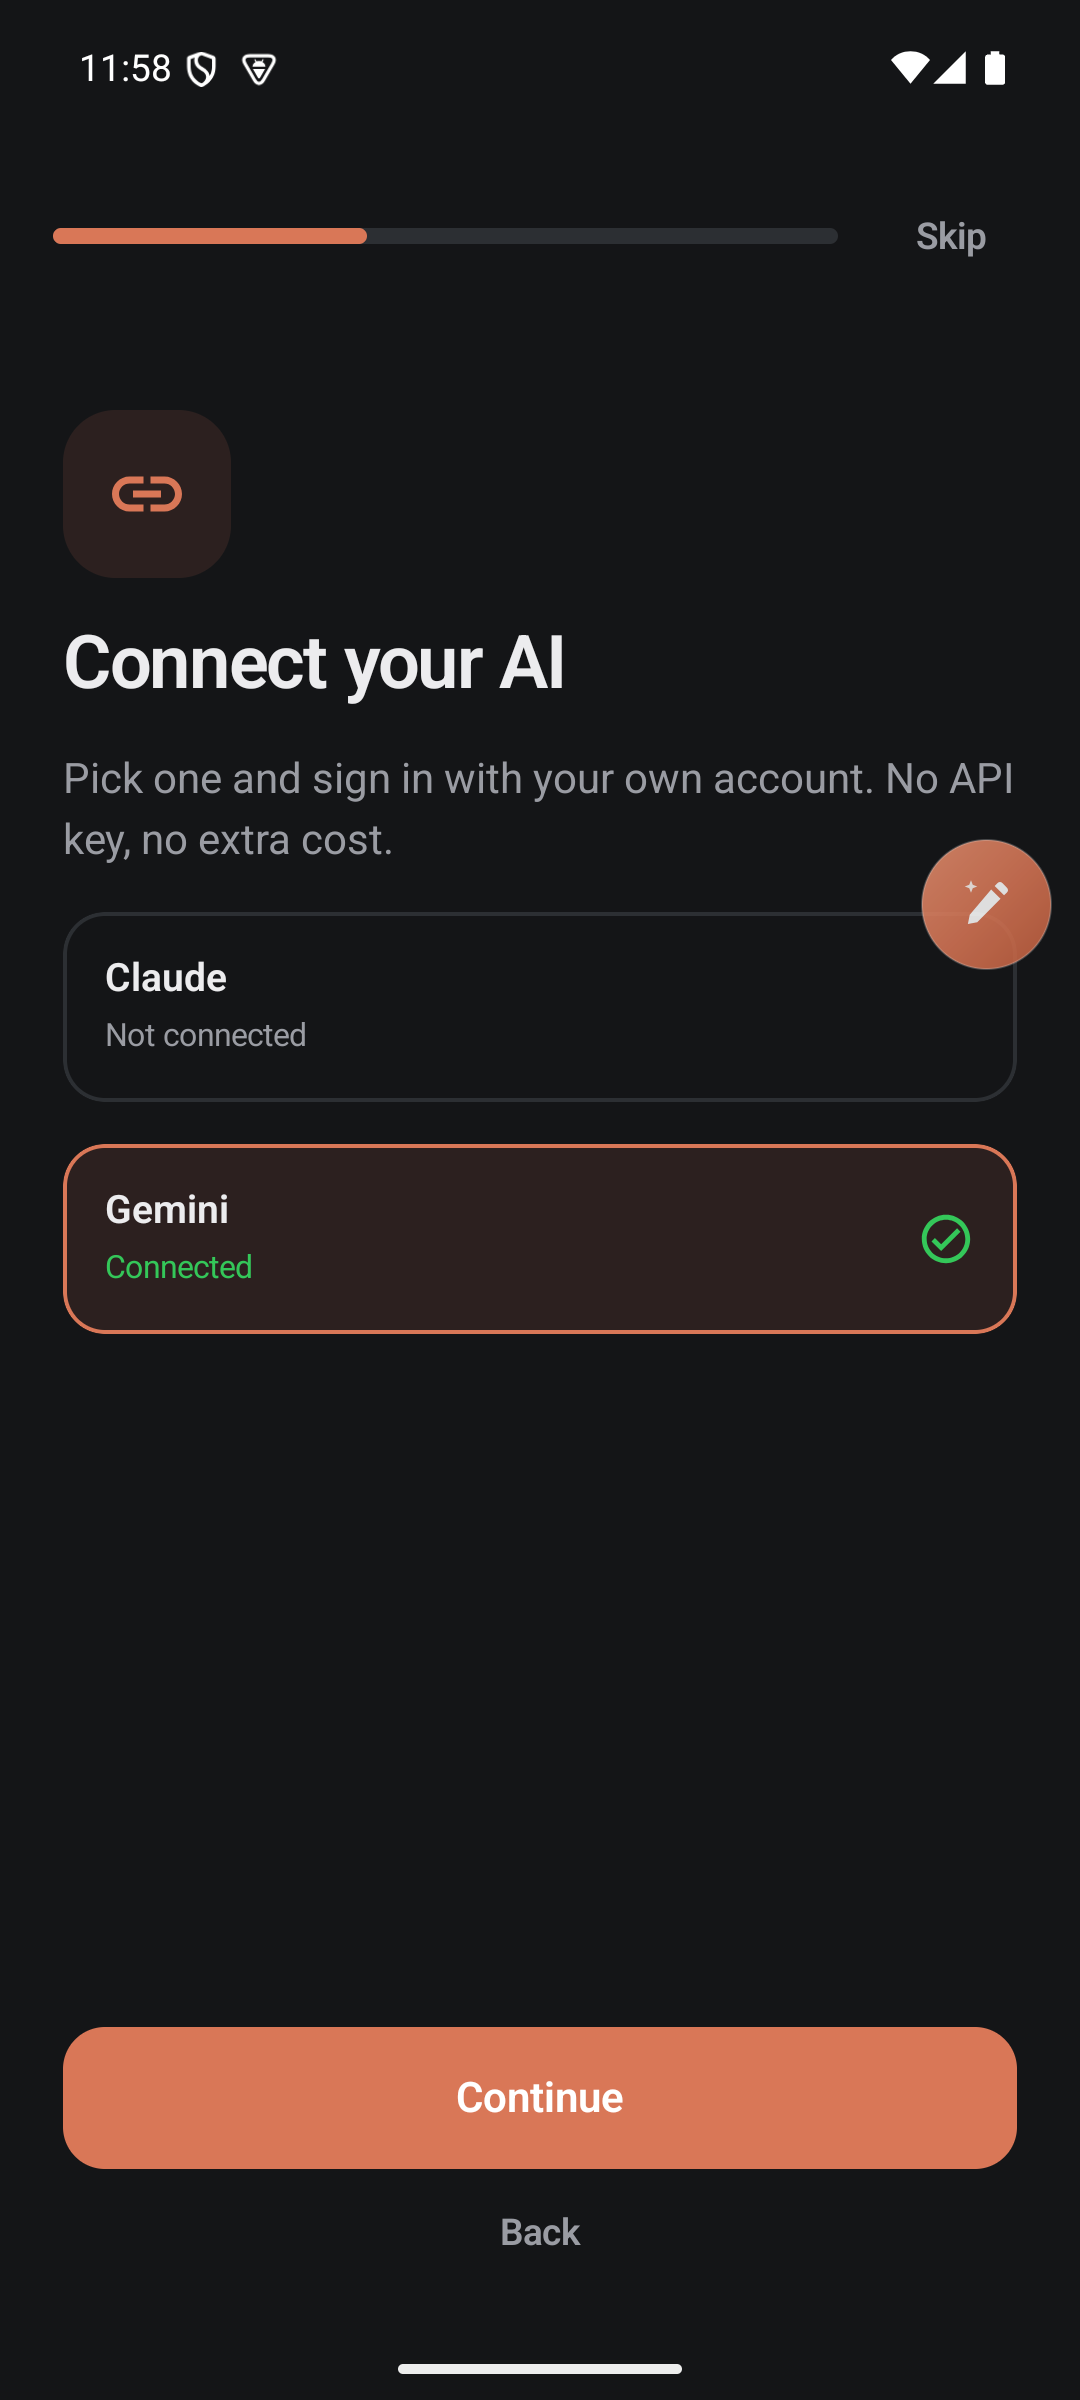 11:58
Skip
Connect your AI
Pick one and sign in with your own account. No API
key, no extra cost.
Claude
Not connected
Gemini
Connected
Continue
Back